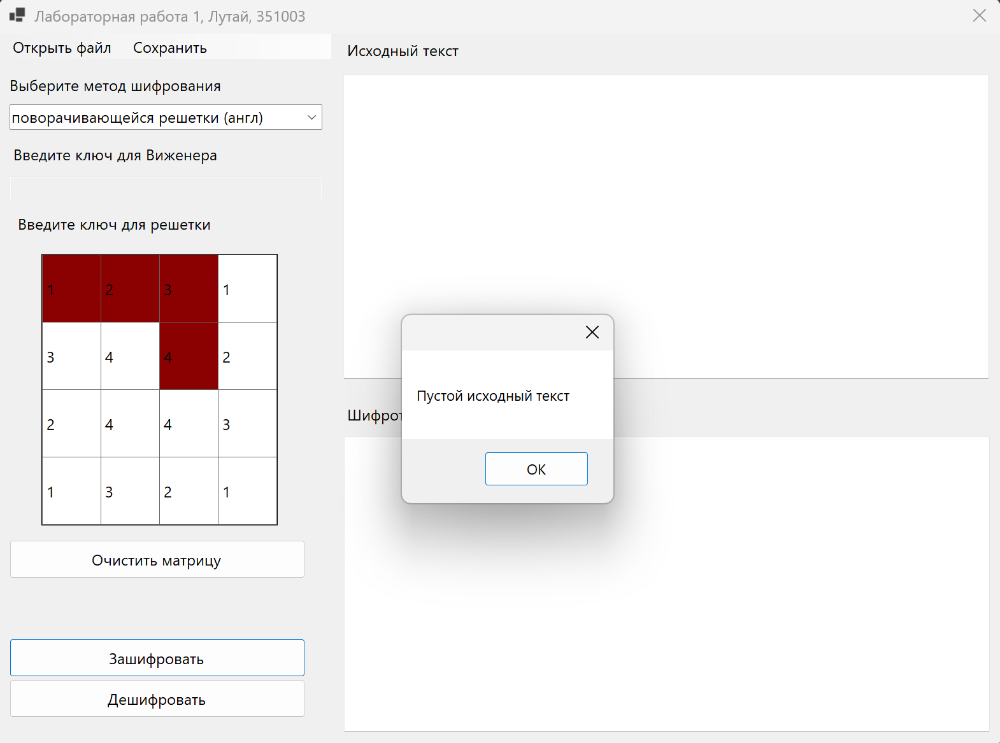 Лабораторная работа 1, Лутай, 351003
Открыть файл Сохранить
Выберите метод шифрования
поворачивающейся решетки (англ)
Введите ключ для Виженера
Введите ключ для решетки
1 2 3 1
3 4 4 2
2 4 4 3
1 3 2 1
Очистить матрицу
Зашифровать
Дешифровать
Исходный текст
Шифрот
Пустой исходный текст
OK